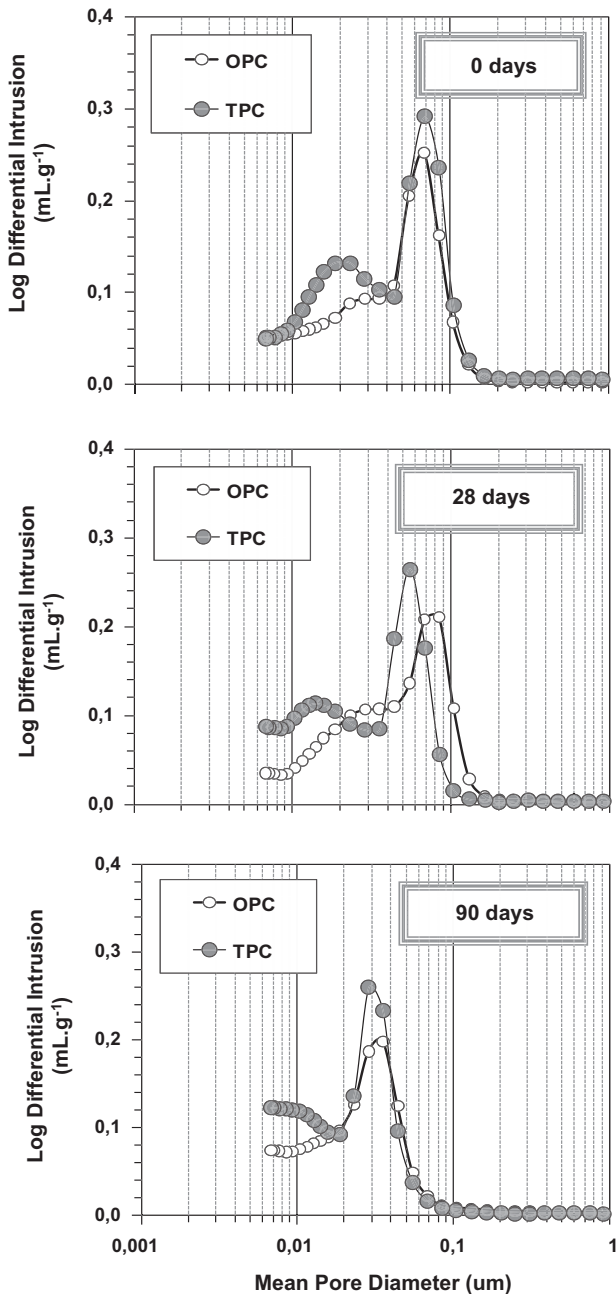 0,4
0,3
0,2
0,1
0,0
Log Differential Intrusion
(mL.g-1)
OPC
TPC
0 days
0,4
0,3
0,2
0,1
0,0
Log Differential Intrusion
(mL.g-1)
OPC
TPC
28 days
0,4
0,3
0,2
0,1
0,0
Log Differential Intrusion
(mL.g-1)
OPC
TPC
90 days
0,001 0,01 0,1 1
Mean Pore Diameter (um)